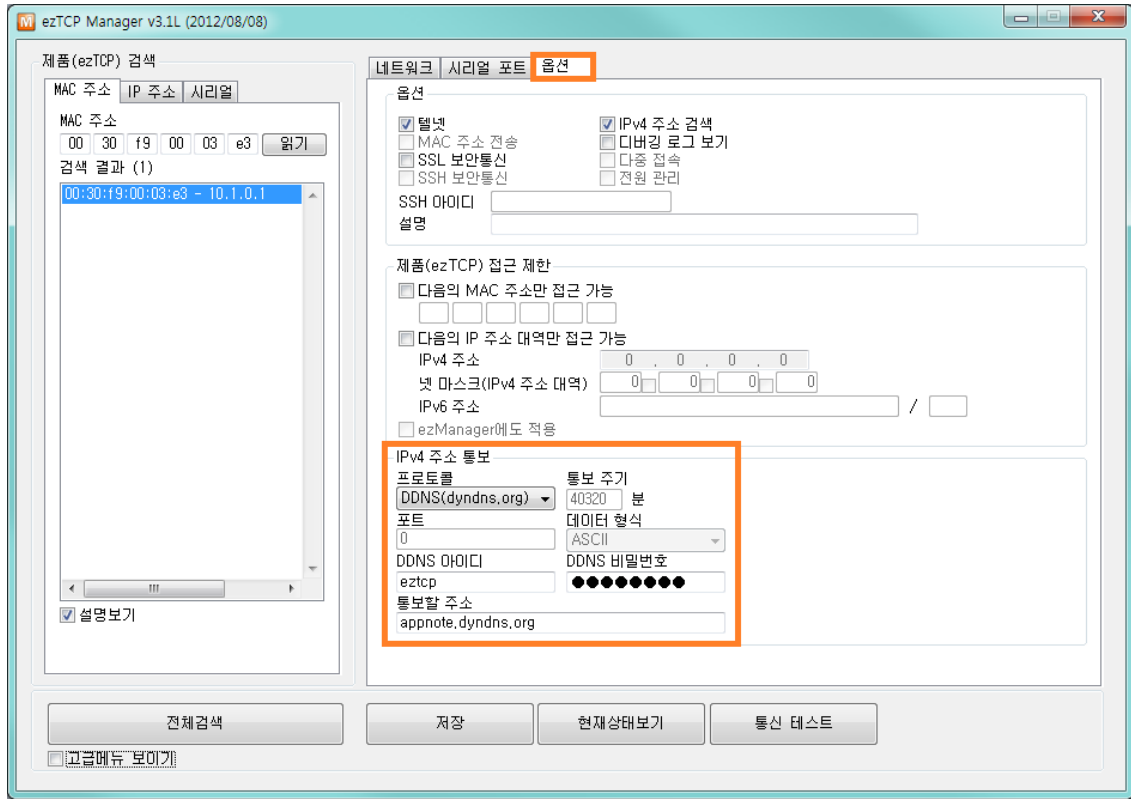 ezTCP Manager v3.1L (2012/08/08)
제품(ezTCP) 검색
MAC 주소 IP 주소 시리얼
MAC 주소
00 30 f9 00 03 e3 읽기
검색 결과 (1)
00:30:f9:00:03:e3 - 10.1.0.1
설명보기
네트워크 시리얼 포트 옵션
옵션
텔넷 IPv4 주소 검색
MAC 주소 전송 디버깅 로그 보기
SSL 보안통신 다중 접속
SSH 보안통신 전원 관리
SSH 아이디
설명
제품(ezTCP) 접근 제한
다음의 MAC 주소만 접근 가능
다음의 IP 주소 대역만 접근 가능
IPv4 주소 0 . 0 . 0 . 0
넷 마스크(IPv4 주소 대역) 0 0 0 0
IPv6 주소 /
ezManager에도 적용
IPv4 주소 통보
프로토콜 통보 주기
DDNS(dyndns.org) 40320 분
포트 데이터 형식
0 ASCII
DDNS 아이디 DDNS 비밀번호
eztcp ●●●●●●●●
통보할 주소
appnote.dyndns.org
전체검색 저장 현재상태보기 통신 테스트
고급메뉴 보이기